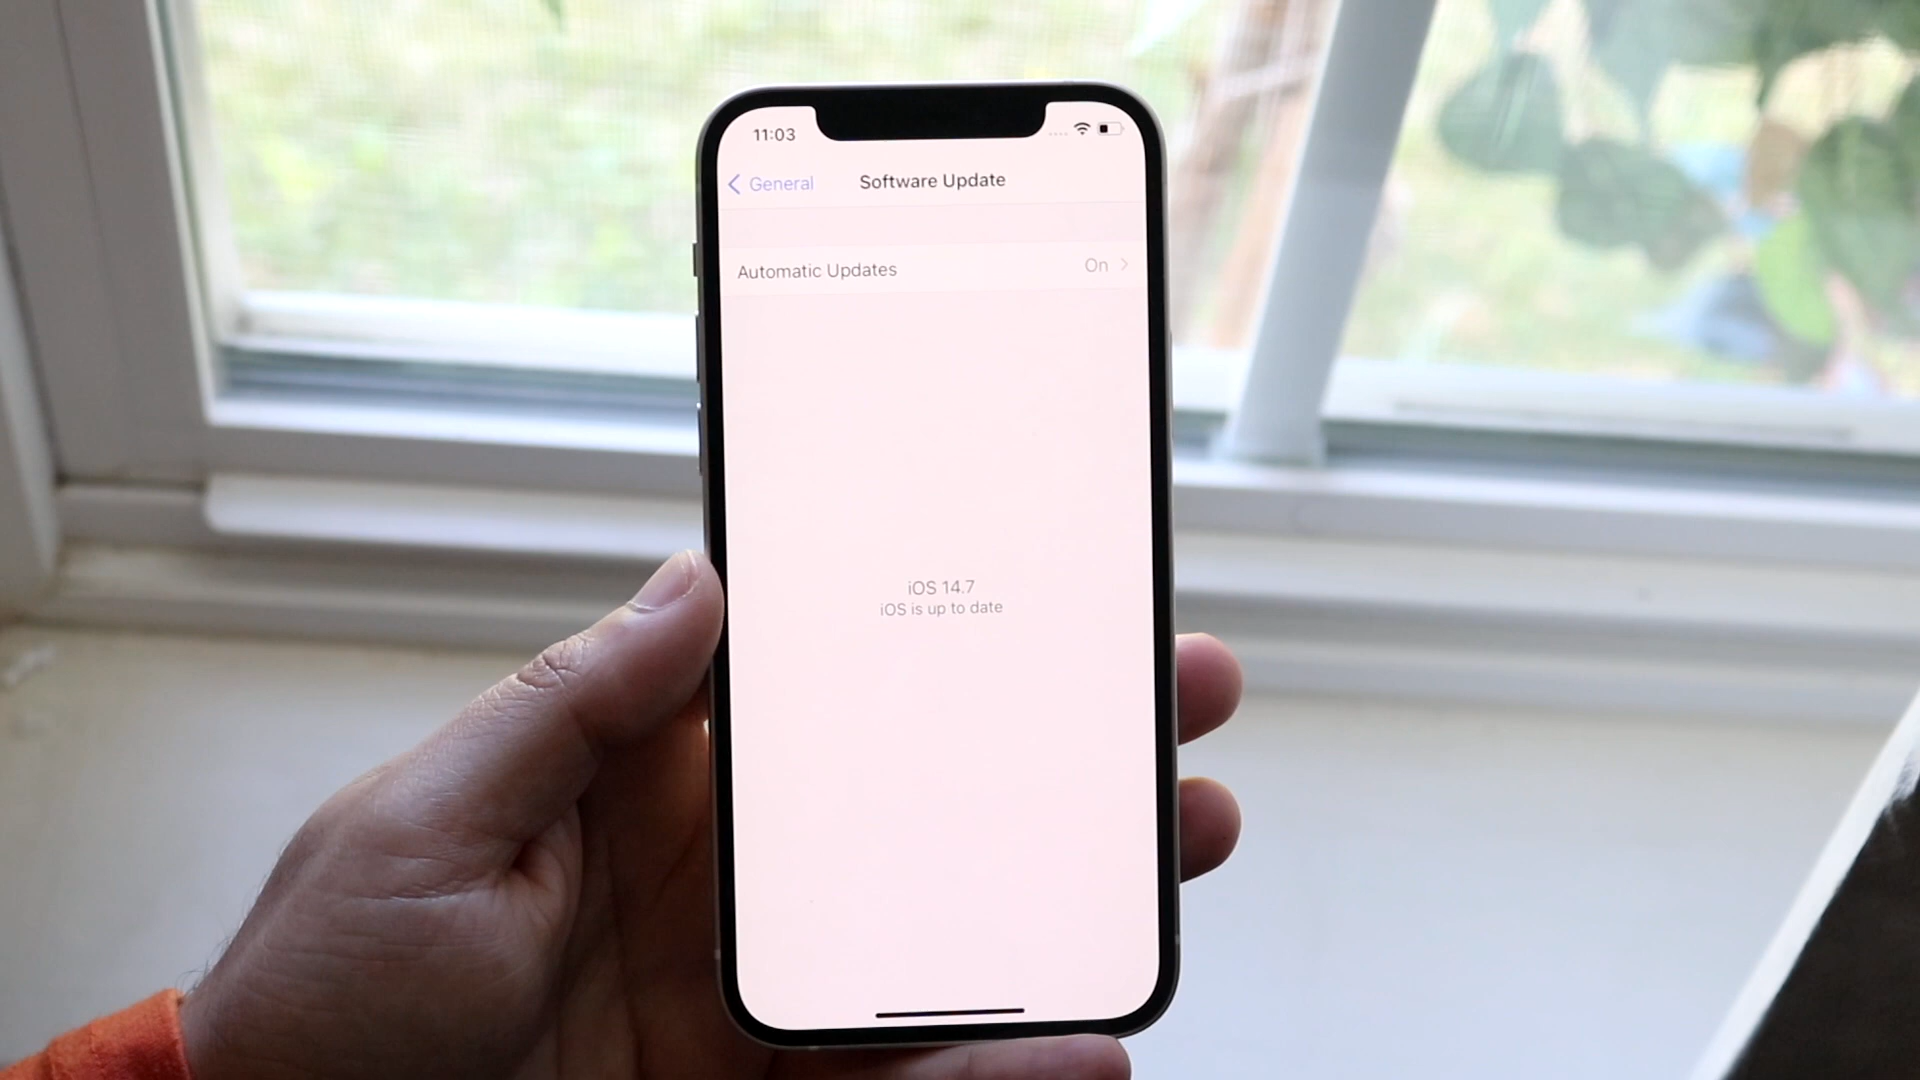 11:03
General
Software Update
Automatic Updates
On
iOS 14.7
iOS is up to date